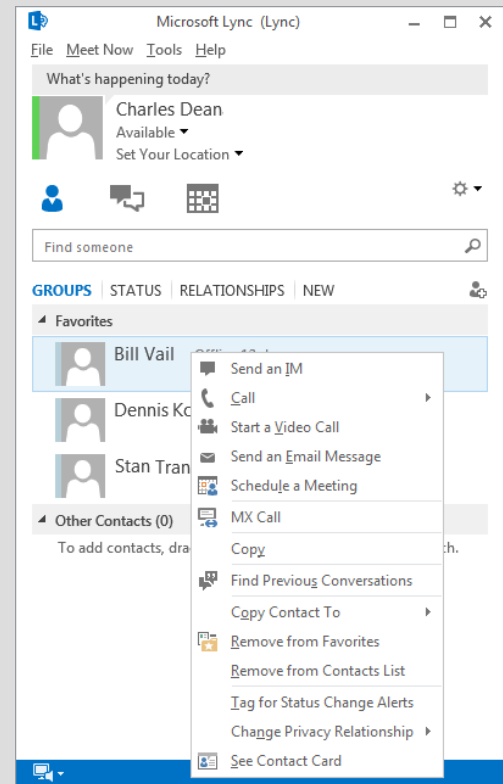 Microsoft Lync (Lync)
File Meet Now Tools Help
What's happening today?
Charles Dean
Available
Set Your Location
Find someone
GROUPS STATUS RELATIONSHIPS NEW
Favorites
Bill Vail
Send an IM
Dennis
Call
Start a Video Call
Stan Tran
Send an Email Message
Schedule a Meeting
Other Contacts (0)
MX Call
To add contacts,
Copy
Find Previous Conversations
Copy Contact To
Remove from Favorites
Remove from Contacts List
Tag for Status Change Alerts
Change Privacy Relationship
See Contact Card